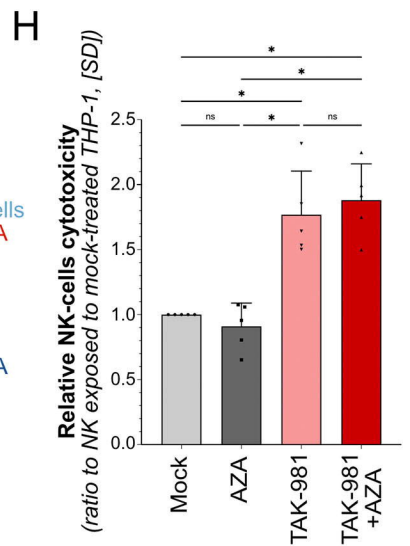 H
*
*
*
ns * ns
Relative NK-cells cytotoxicity
(ratio to NK exposed to mock-treated THP-1, [SD])
2.5
2.0
1.5
1.0
0.5
0.0
ells
A
A
Mock
AZA
TAK-981
TAK-981
+AZA